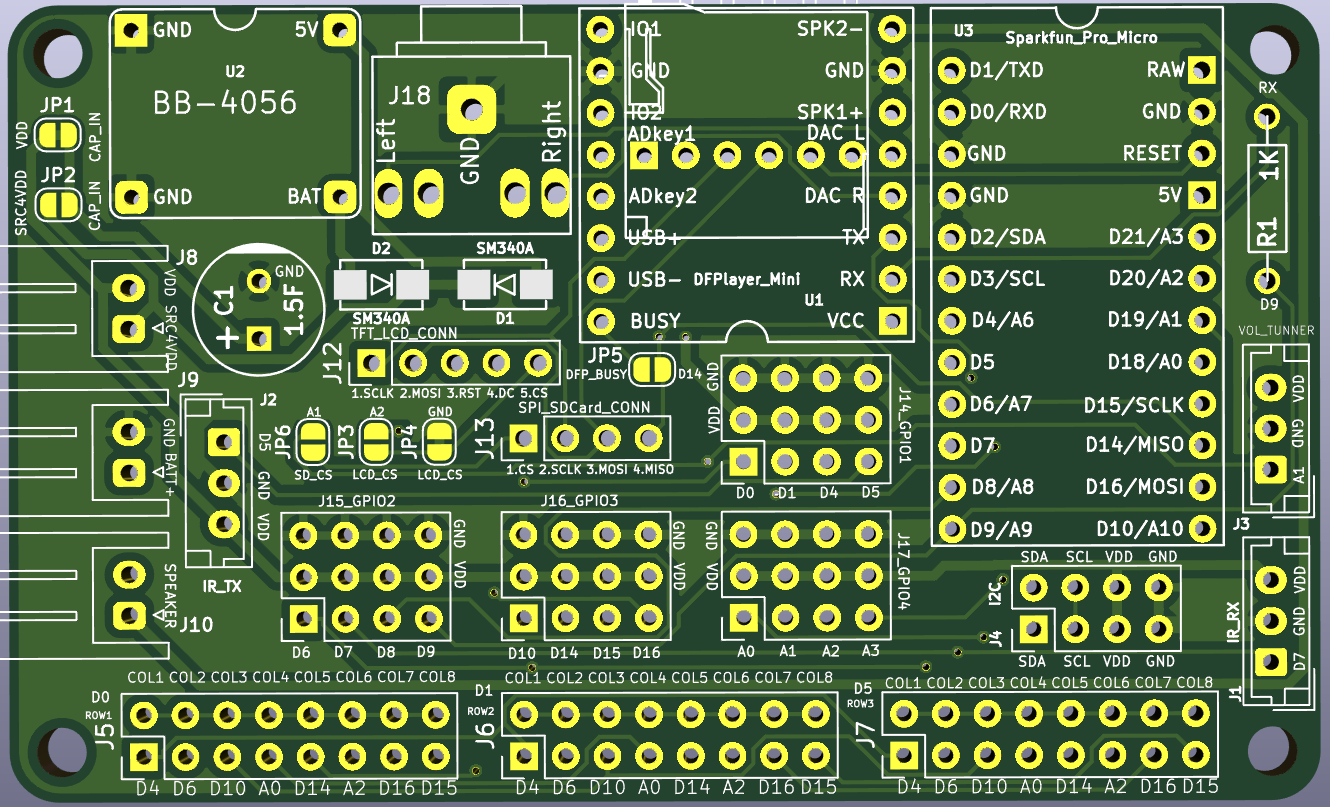 GND
5V
U2
BB-4056
GND
BAT
JP1
VDD
CAP_IN
JP2
SRC4VDD
CAP_IN
J18
Left
GND
Right
IO1
GND
IO2
ADkey1
ADkey2
USB+
USB-
BUSY
SPK2-
GND
SPK1+
DAC L
DAC R
TX
RX
VCC
DFPlayer_Mini
U1
U3
Sparkfun_Pro_Micro
D1/TXD
D0/RXD
GND
GND
D2/SDA
D3/SCL
D4/A6
D5
D6/A7
D7
D8/A8
D9/A9
RAW
GND
RESET
5V
D21/A3
D20/A2
D19/A1
D18/A0
D15/SCLK
D14/MISO
D16/MOSI
D10/A10
RX
1K
R1
D9
J8
VDD SRC4VDD
C1
GND
+
1.5F
D2
SM340A
SM340A
D1
TFT_LCD_CONN
J12
1.SCLK 2.MOSI 3.RST 4.DC 5.CS
JP5
DFP_BUSY
D14
J9
GND BATT+
J2
D5
GND
VDD
IR_TX
A1
JP6
SD_CS
A2
JP3
LCD_CS
GND
JP4
LCD_CS
SPI_SDCard_CONN
J13
1.CS 2.SCLK 3.MOSI 4.MISO
GND
VDD
J14_GPIO1
D0 D1 D4 D5
VOL_TUNNER
VDD
GND
A1
J3
J15_GPIO2
GND
VDD
D6 D7 D8 D9
J16_GPIO3
GND
VDD
D10 D14 D15 D16
GND
VDD
J17_GPIO4
A0 A1 A2 A3
SDA SCL VDD GND
I2C
J4
SDA SCL VDD GND
VDD
GND
D7
IR_RX
J1
SPEAKER
J10
COL1 COL2 COL3 COL4 COL5 COL6 COL7 COL8
D0
ROW1
J5
D4 D6 D10 A0 D14 A2 D16 D15
COL1 COL2 COL3 COL4 COL5 COL6 COL7 COL8
D1
ROW2
J6
D4 D6 D10 A0 D14 A2 D16 D15
COL1 COL2 COL3 COL4 COL5 COL6 COL7 COL8
D5
ROW3
J7
D4 D6 D10 A0 D14 A2 D16 D15